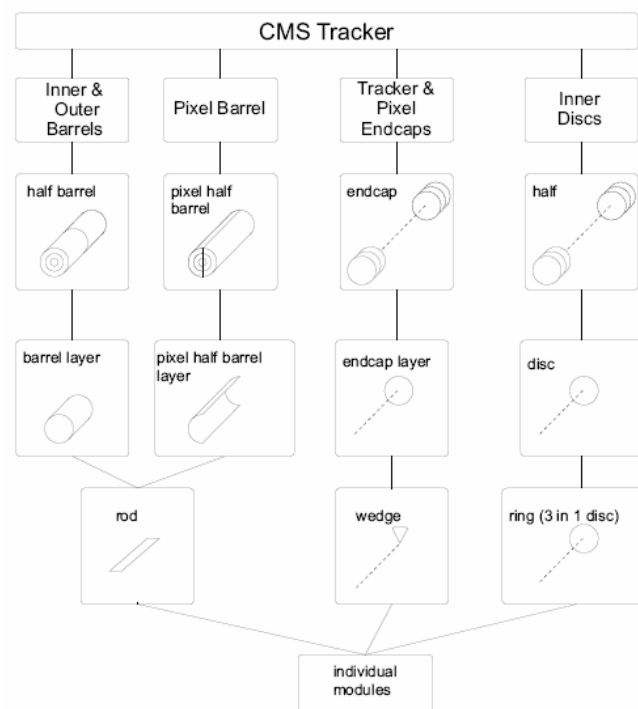 CMS Tracker
Inner &
Outer
Barrels
Pixel Barrel
Tracker &
Pixel
Endcaps
Inner
Discs
half barrel
pixel half
barrel
endcap
half
barrel layer
pixel half barrel
layer
endcap layer
disc
rod
wedge
ring (3 in 1 disc)
individual
modules